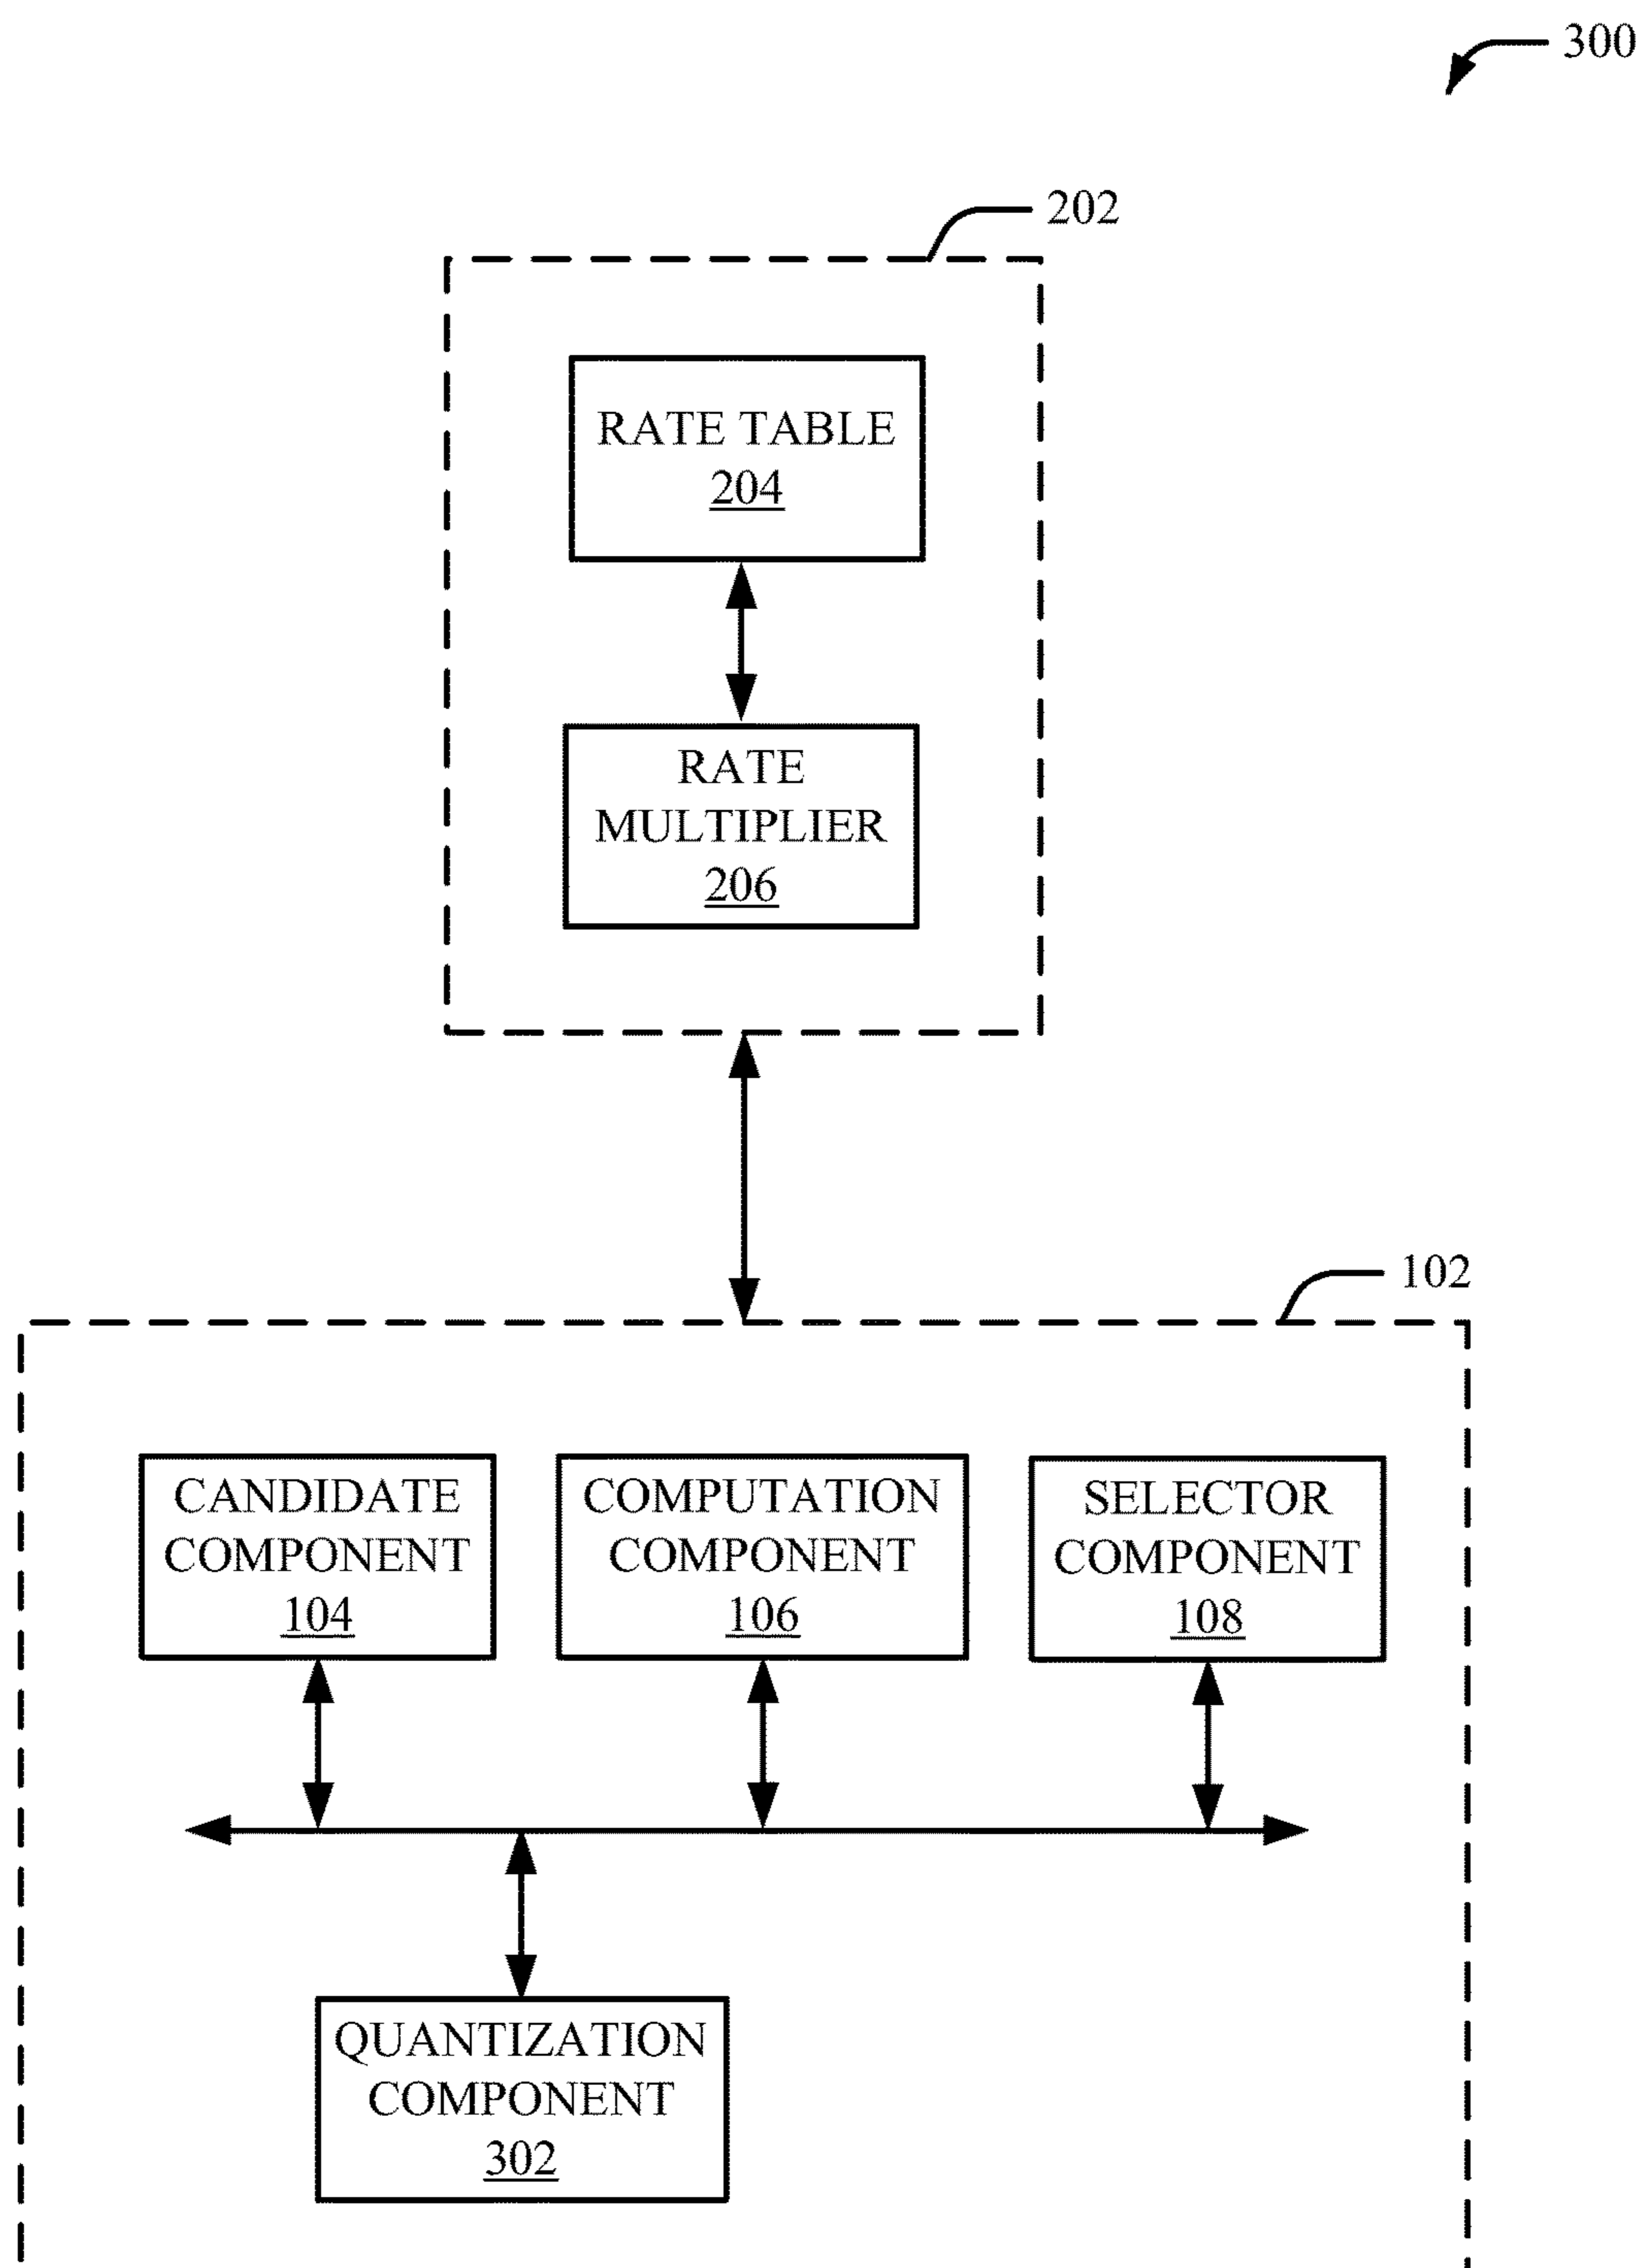 300
202
RATE TABLE
204
RATE
MULTIPLIER
206
102
CANDIDATE
COMPONENT
104
COMPUTATION
COMPONENT
106
SELECTOR
COMPONENT
108
QUANTIZATION
COMPONENT
302